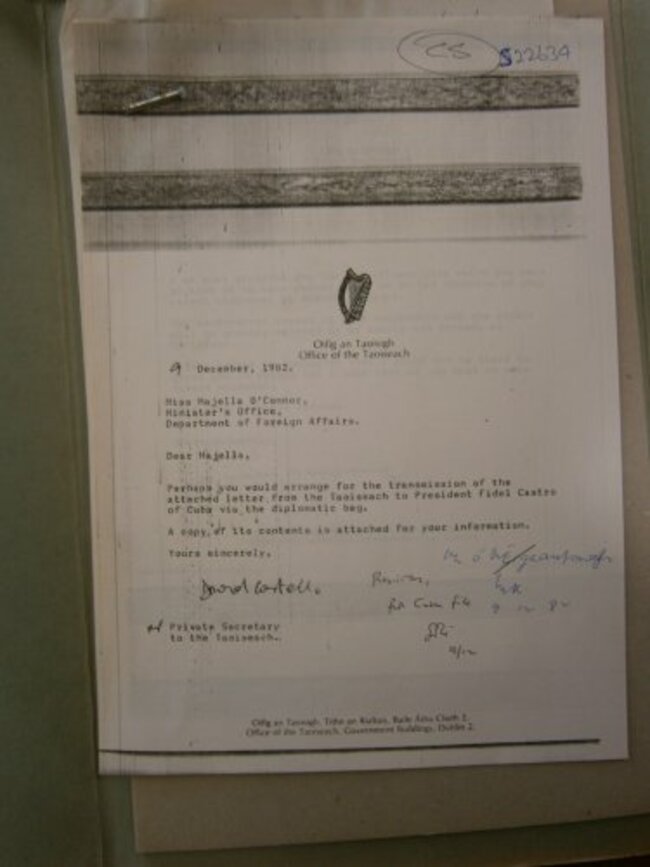 CS S22634
Oifig an Taoisigh
Office of the Taoiseach
9 December, 1982.
Miss Majella O'Connor,
Minister's Office,
Department of Foreign Affairs.
Dear Majella,
Perhaps you would arrange for the transmission of the
attached letter from the Taoiseach to President Fidel Castro
of Cuba via the diplomatic bag.
A copy of its contents is attached for your information.
Yours sincerely,
Private Secretary
to the Taoiseach.
Oifig an Taoisigh, Tithe an Rialtais, Baile Átha Cliath 2.
Office of the Taoiseach, Government Buildings, Dublin 2.